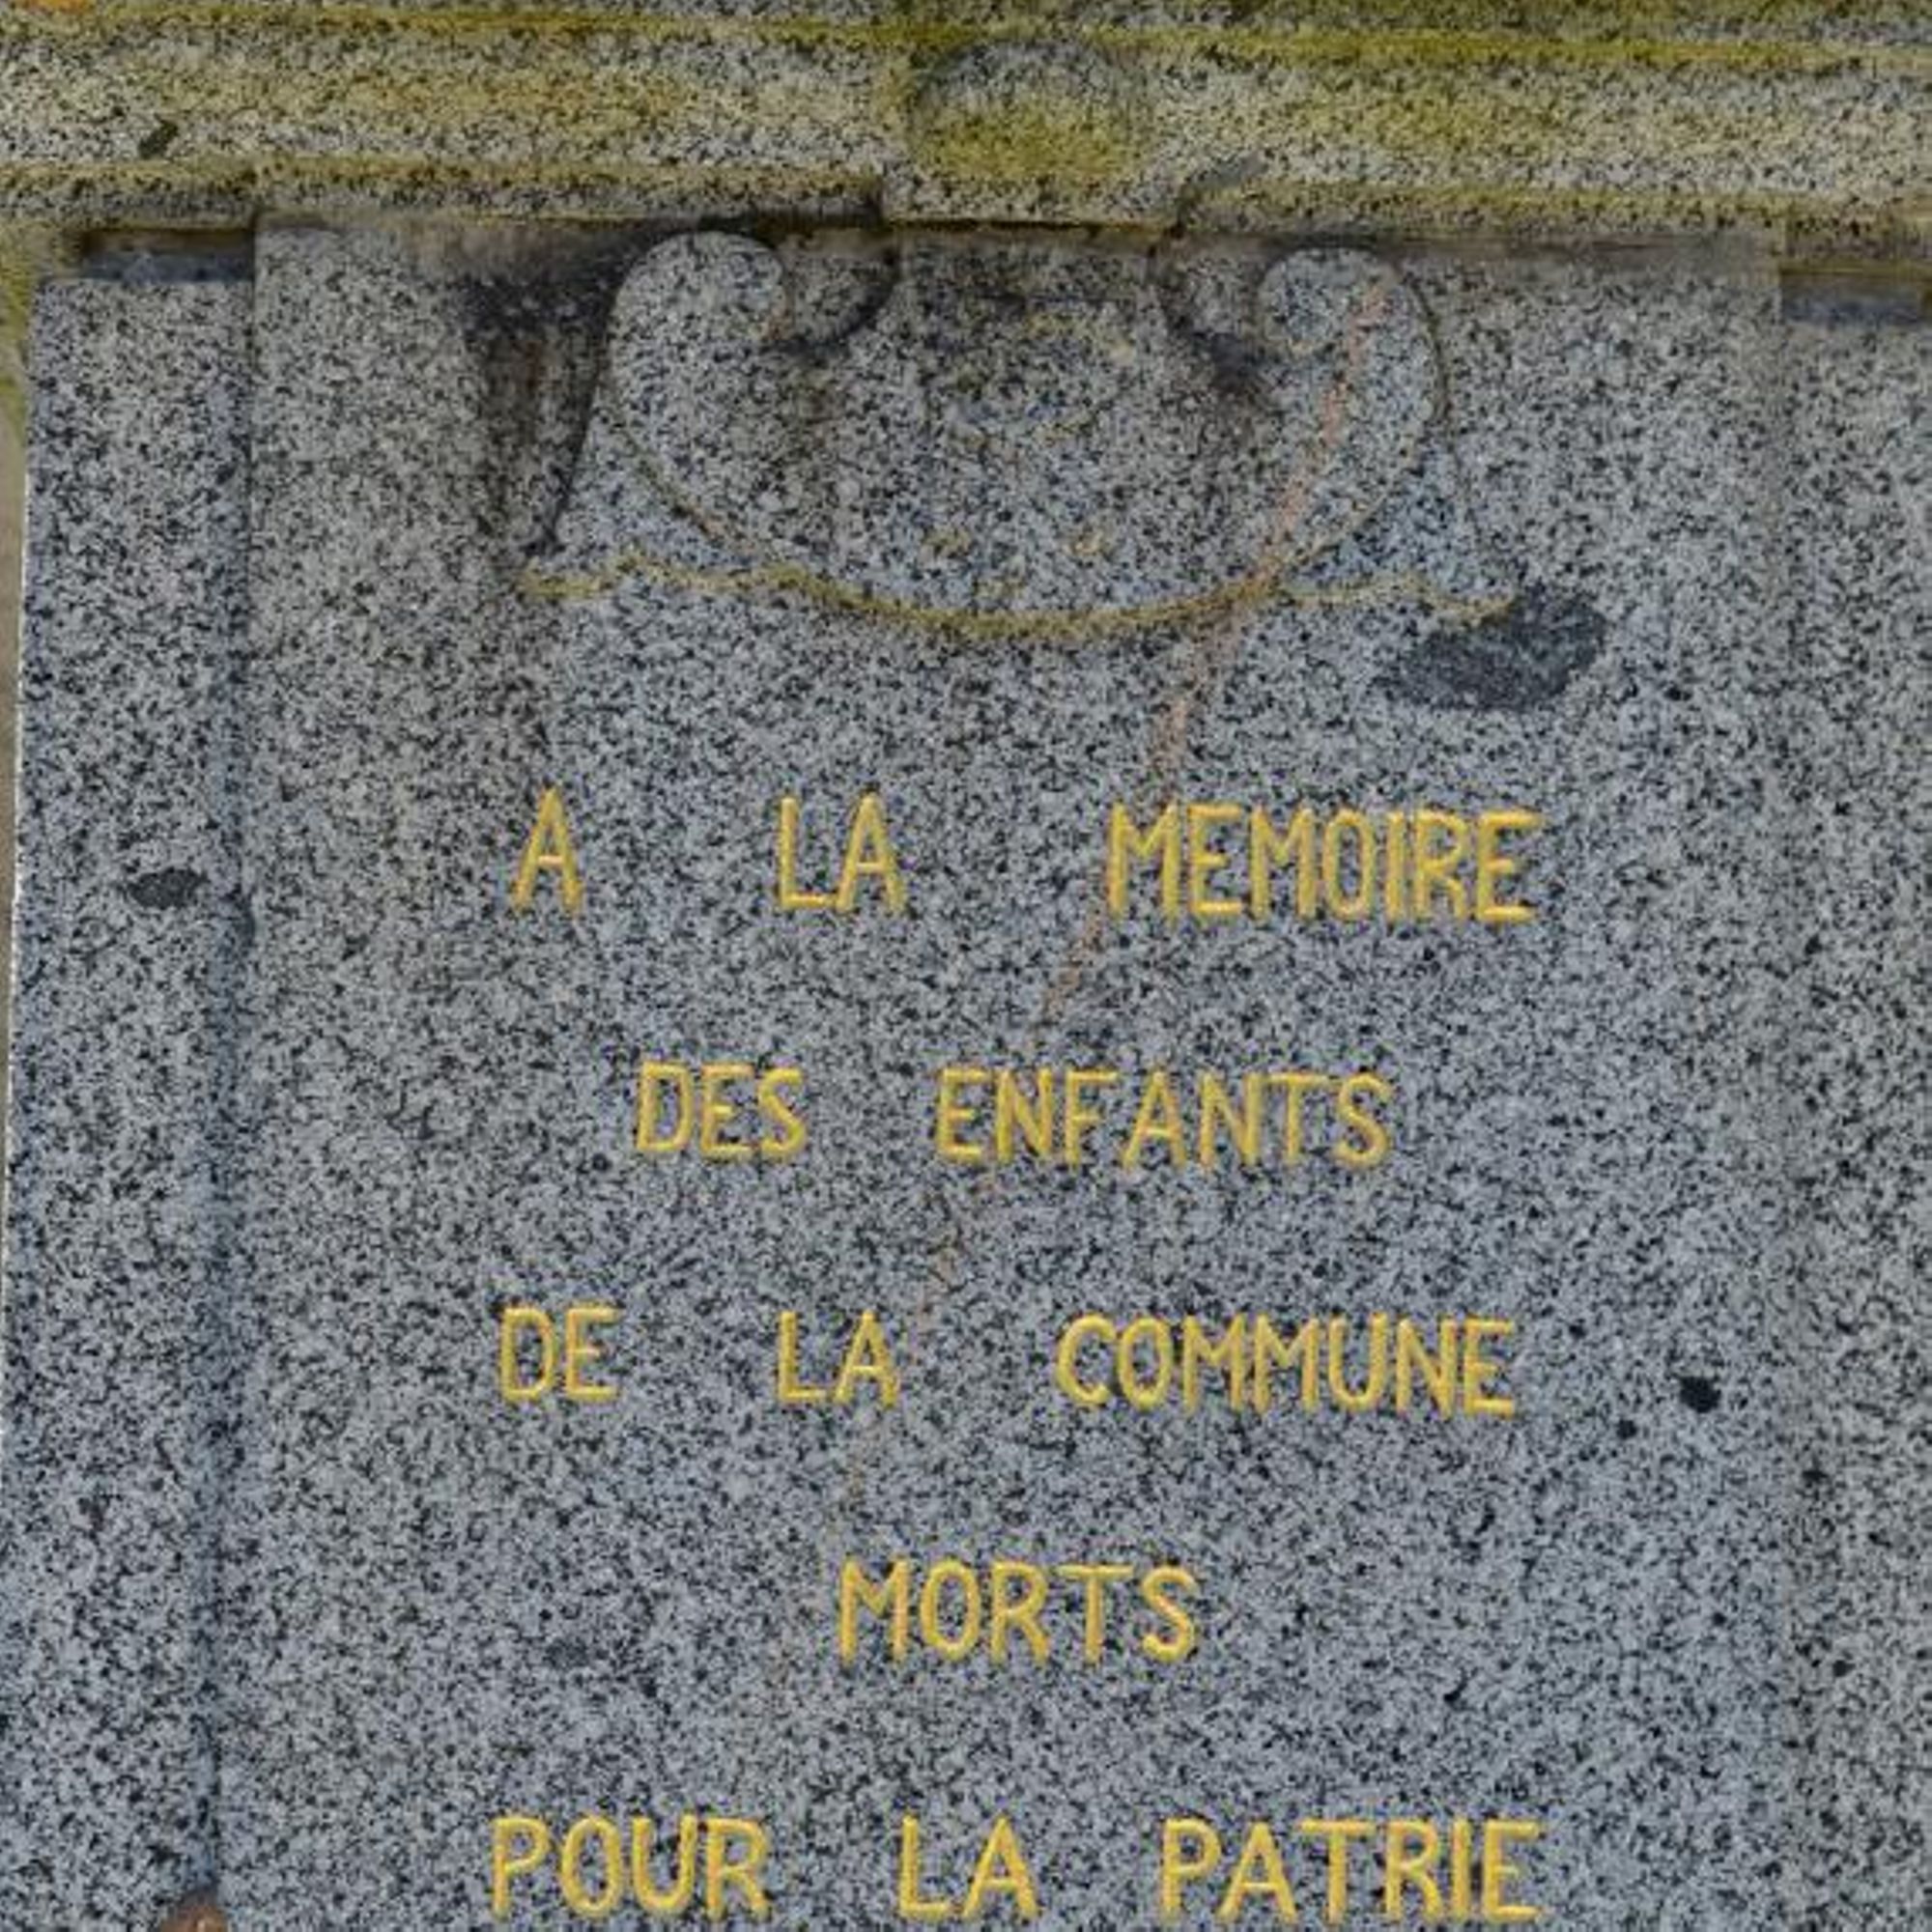 A LA MEMOIRE
DES ENFANTS
DE LA COMMUNE
MORTS
POUR LA PATRIE